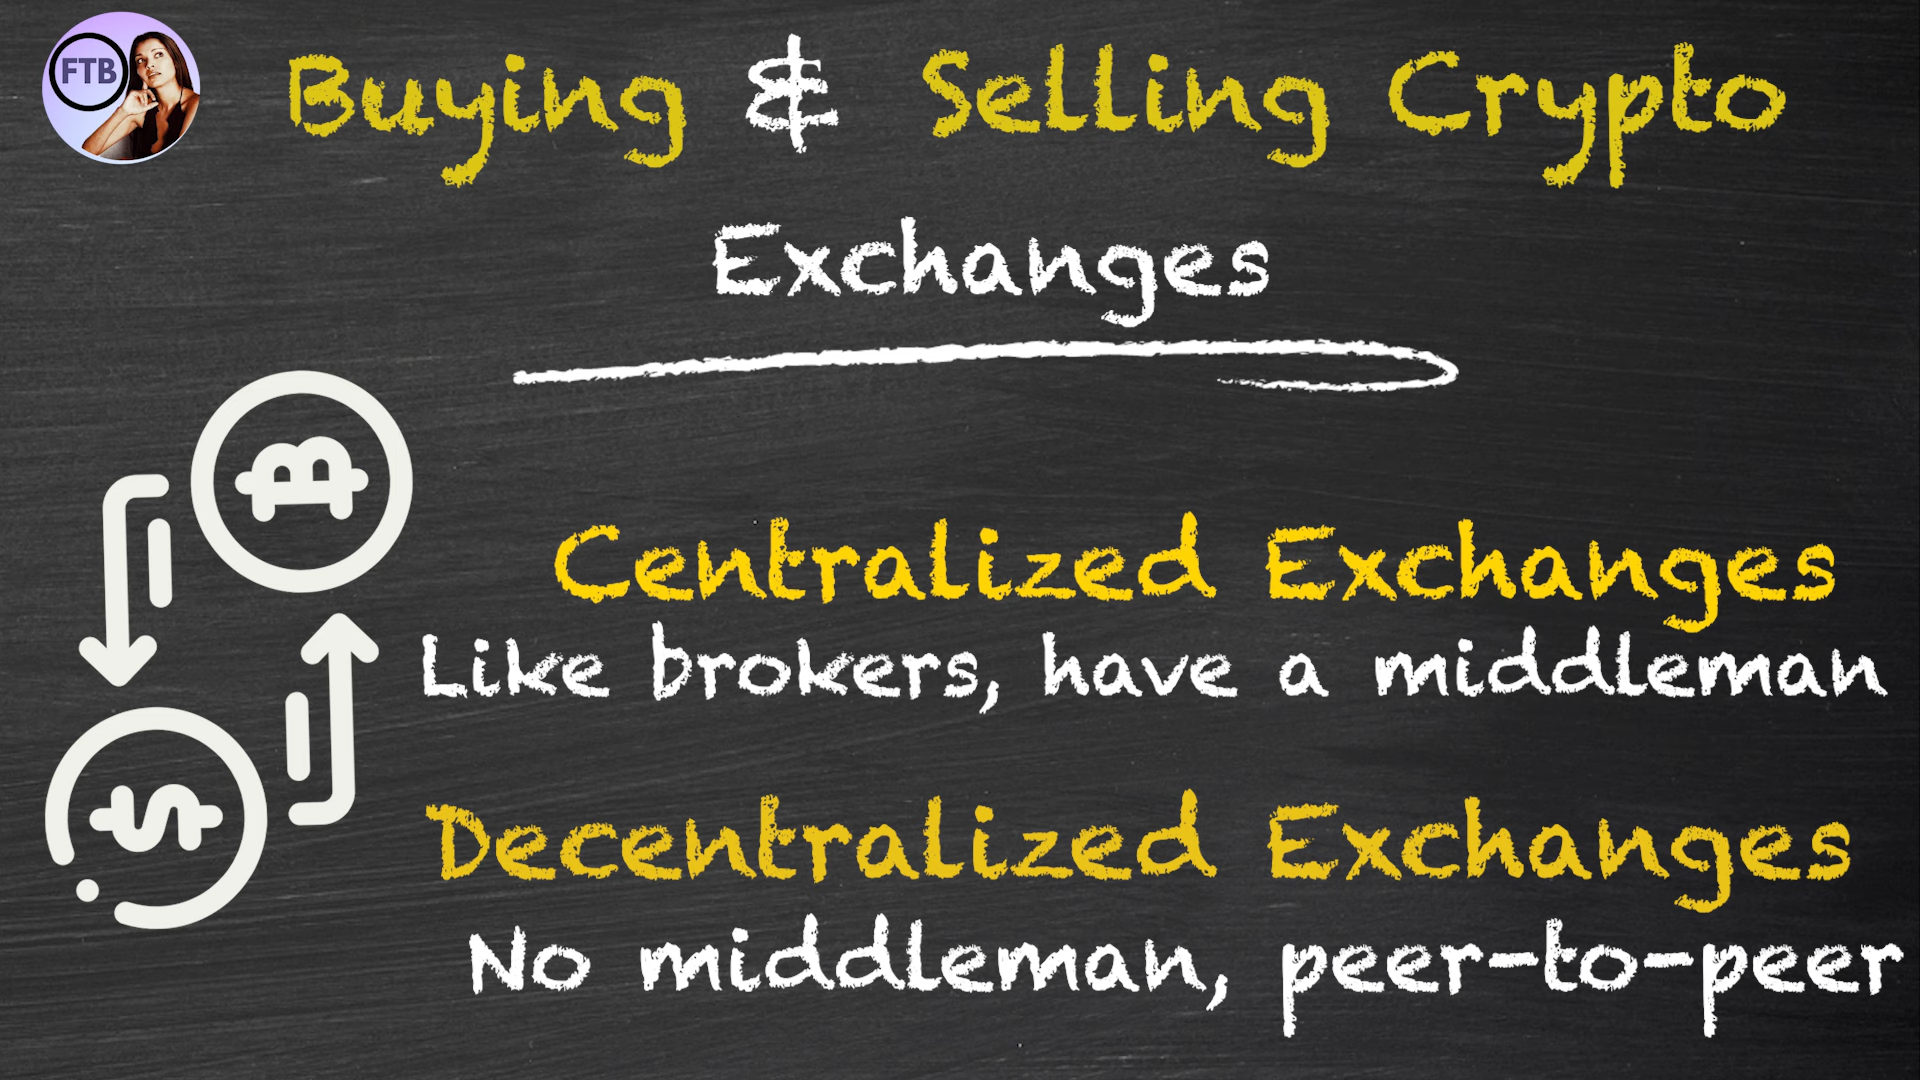 FTB
Buying & Selling Crypto
Exchanges
Centralized Exchanges
Like brokers, have a middleman
Decentralized Exchanges
No middleman, peer-to-peer